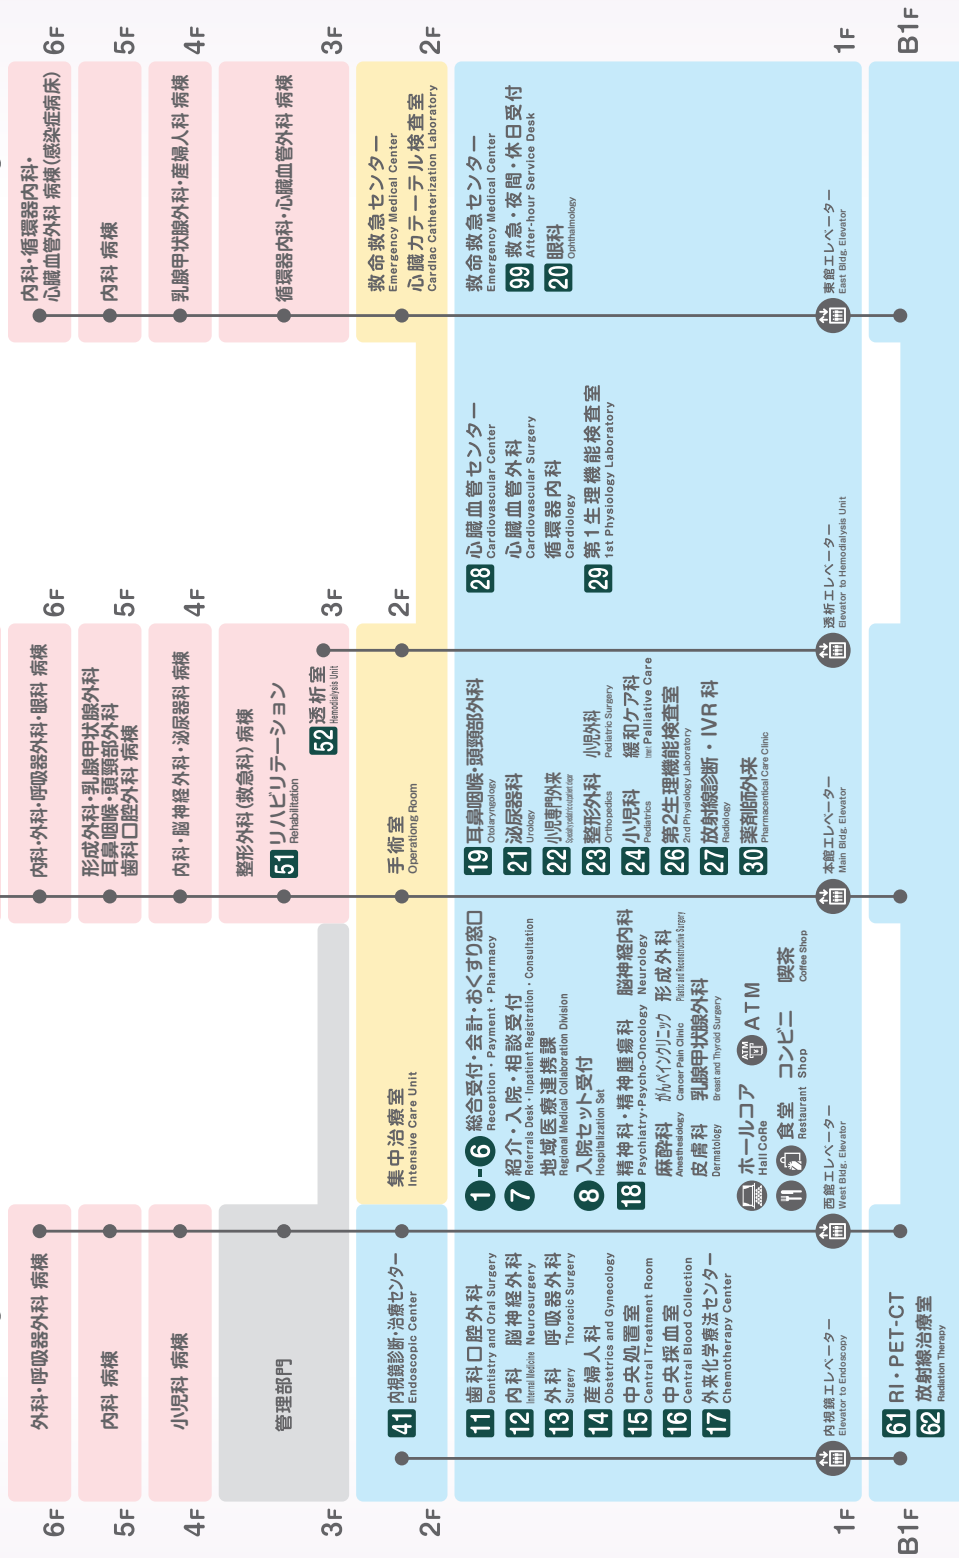 6F
外科・呼吸器外科 病棟
5F
内科 病棟
4F
小児科 病棟
3F
管理部門
2F
41 内視鏡診断・治療センター
Endoscopic Center
1F
11 歯科口腔外科
Dentistry and Oral Surgery
12 内科 脳神経外科
Internal Medicine Neurosurgery
13 外科 呼吸器外科
Surgery Thoracic Surgery
14 産婦人科
Obstetrics and Gynecology
15 中央処置室
Central Treatment Room
16 中央採血室
Central Blood Collection
17 外来化学療法センター
Chemotherapy Center
内視鏡エレベーター
Elevator to Endoscopy
B1F
61 RI・PET-CT
62 放射線治療室
Radiation Therapy
集中治療室
Intensive Care Unit
1-6 総合受付・会計・おくすり窓口
Reception・Payment・Pharmacy
7 紹介・入院・相談受付
Referrals Desk・Inpatient Registration・Consultation
地域医療連携課
Regional Medical Collaboration Division
8 入院セット受付
Hospitalization Set
18 精神科・精神腫瘍科 脳神経内科
Psychiatry・Psycho-Oncology Neurology
麻酔科 がんペインクリニック 形成外科
Anesthesiology Cancer Pain Clinic Plastic and Reconstructive Surgery
皮膚科 乳腺甲状腺外科
Dermatology Breast and Thyroid Surgery
ホールコア ATM ATM
Hall CoRe
食堂 コンビニ 喫茶
Restaurant Shop Coffee Shop
西館エレベーター
West Bldg. Elevator
6F
内科・外科・呼吸器外科・眼科 病棟
5F
形成外科・乳腺甲状腺外科
耳鼻咽喉・頭頸部外科
歯科口腔外科 病棟
4F
内科・脳神経外科・泌尿器科 病棟
3F
整形外科（救急科）病棟
51 リハビリテーション
Rehabilitation
52 透析室
Hemodialysis Unit
2F
手術室
Operationg Room
19 耳鼻咽喉・頭頸部外科
Otolaryngology
21 泌尿器科
Urology
22 小児専門外来
23 整形外科 小児外科
Orthopedics Pediatric Surgery
24 小児科 緩和ケア科
Pediatrics Palliative Care
26 第2生理機能検査室
2nd Physiology Laboratory
27 放射線診断・IVR科
Radiology
30 薬剤師外来
Pharmaceutical Care Clinic
本館エレベーター
Main Bldg. Elevator
28 心臓血管センター
Cardiovascular Center
心臓血管外科
Cardiovascular Surgery
循環器内科
Cardiology
29 第1生理機能検査室
1st Physiology Laboratory
透析エレベーター
Elevator to Hemodialysis Unit
6F
内科・循環器内科・
心臓血管外科 病棟（感染症病床）
5F
内科 病棟
4F
乳腺甲状腺外科・産婦人科 病棟
3F
循環器内科・心臓血管外科 病棟
2F
救命救急センター
Emergency Medical Center
心臓カテーテル検査室
Cardiac Catheterization Laboratory
1F
救命救急センター
Emergency Medical Center
99 救急・夜間・休日受付
After-hour Service Desk
20 眼科
Ophthalmology
東館エレベーター
East Bldg. Elevator
B1F